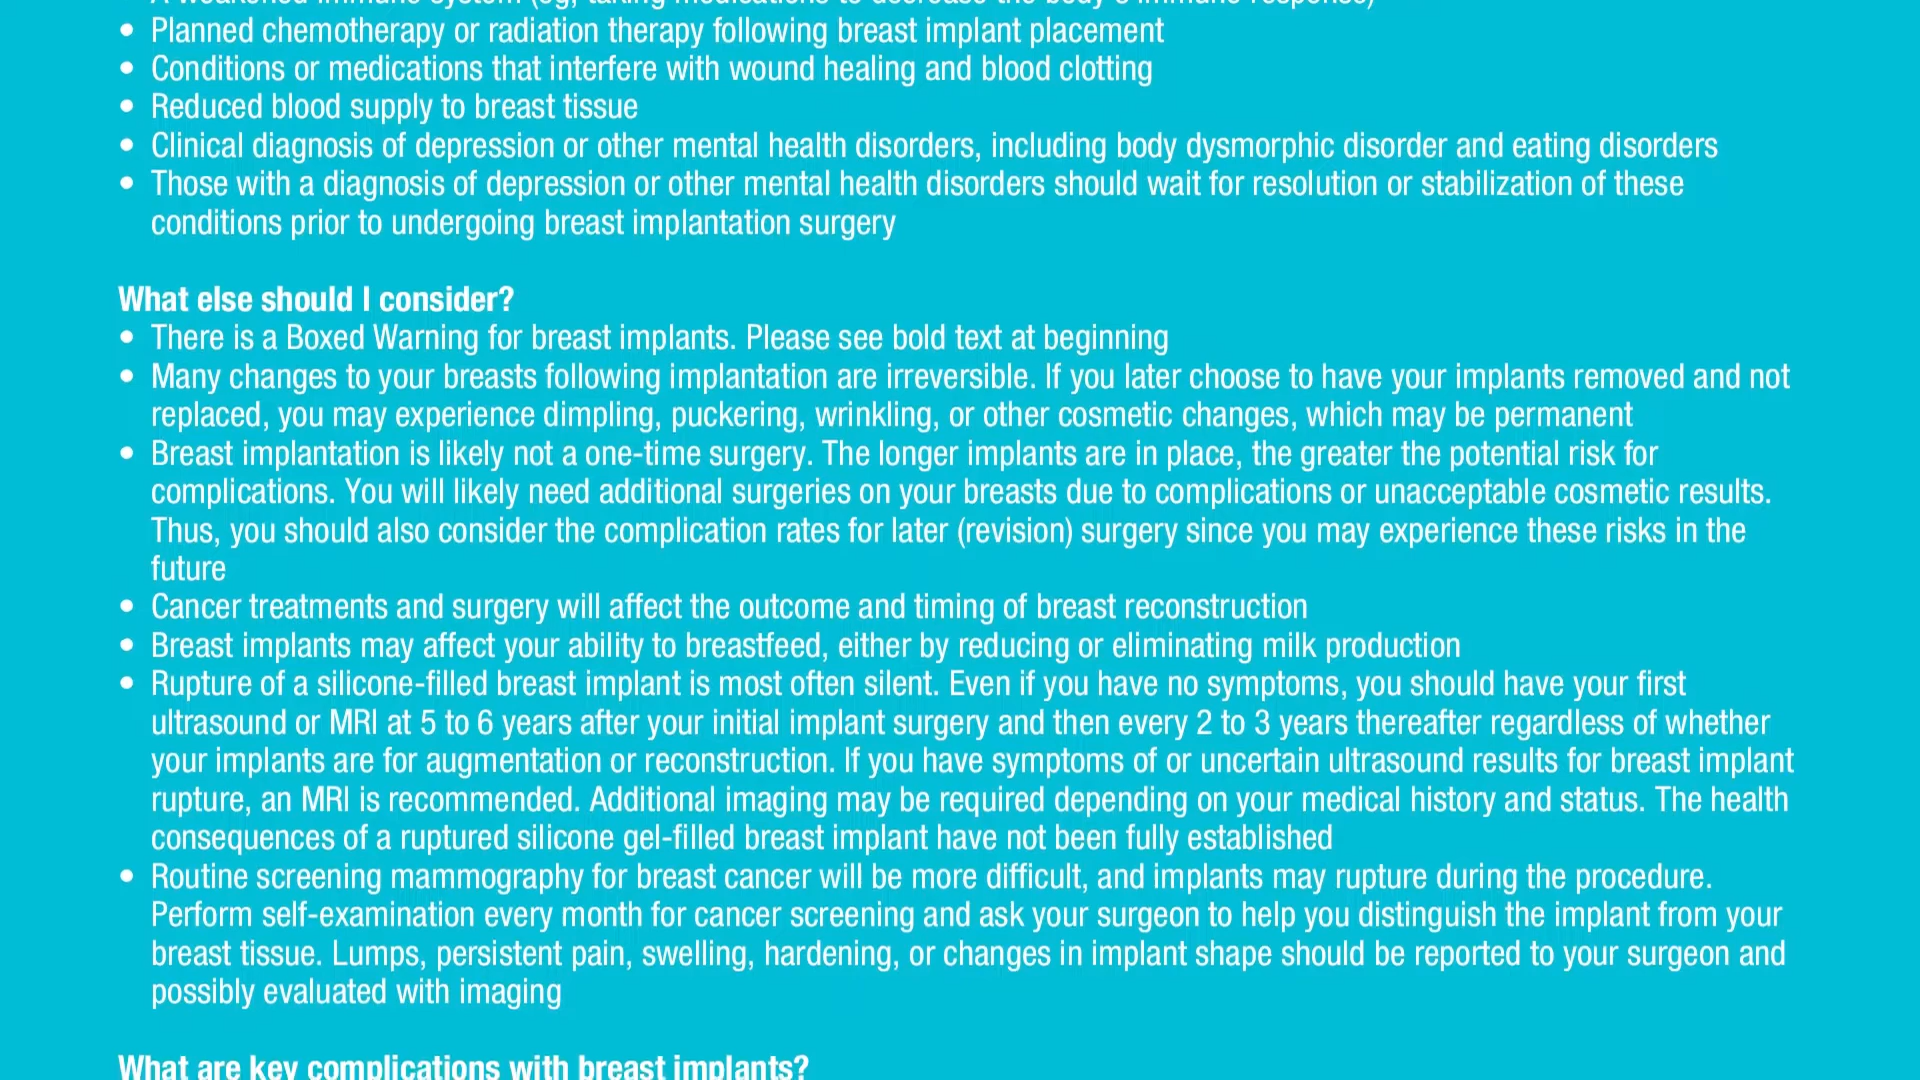 A weakened immune system (eg, taking medications to decrease the body's immune response)
• Planned chemotherapy or radiation therapy following breast implant placement
• Conditions or medications that interfere with wound healing and blood clotting
• Reduced blood supply to breast tissue
• Clinical diagnosis of depression or other mental health disorders, including body dysmorphic disorder and eating disorders
• Those with a diagnosis of depression or other mental health disorders should wait for resolution or stabilization of these
conditions prior to undergoing breast implantation surgery
What else should I consider?
• There is a Boxed Warning for breast implants. Please see bold text at beginning
• Many changes to your breasts following implantation are irreversible. If you later choose to have your implants removed and not
replaced, you may experience dimpling, puckering, wrinkling, or other cosmetic changes, which may be permanent
• Breast implantation is likely not a one-time surgery. The longer implants are in place, the greater the potential risk for
complications. You will likely need additional surgeries on your breasts due to complications or unacceptable cosmetic results.
Thus, you should also consider the complication rates for later (revision) surgery since you may experience these risks in the
future
• Cancer treatments and surgery will affect the outcome and timing of breast reconstruction
• Breast implants may affect your ability to breastfeed, either by reducing or eliminating milk production
• Rupture of a silicone-filled breast implant is most often silent. Even if you have no symptoms, you should have your first
ultrasound or MRI at 5 to 6 years after your initial implant surgery and then every 2 to 3 years thereafter regardless of whether
your implants are for augmentation or reconstruction. If you have symptoms of or uncertain ultrasound results for breast implant
rupture, an MRI is recommended. Additional imaging may be required depending on your medical history and status. The health
consequences of a ruptured silicone gel-filled breast implant have not been fully established
• Routine screening mammography for breast cancer will be more difficult, and implants may rupture during the procedure.
Perform self-examination every month for cancer screening and ask your surgeon to help you distinguish the implant from your
breast tissue. Lumps, persistent pain, swelling, hardening, or changes in implant shape should be reported to your surgeon and
possibly evaluated with imaging
What are key complications with breast implants?